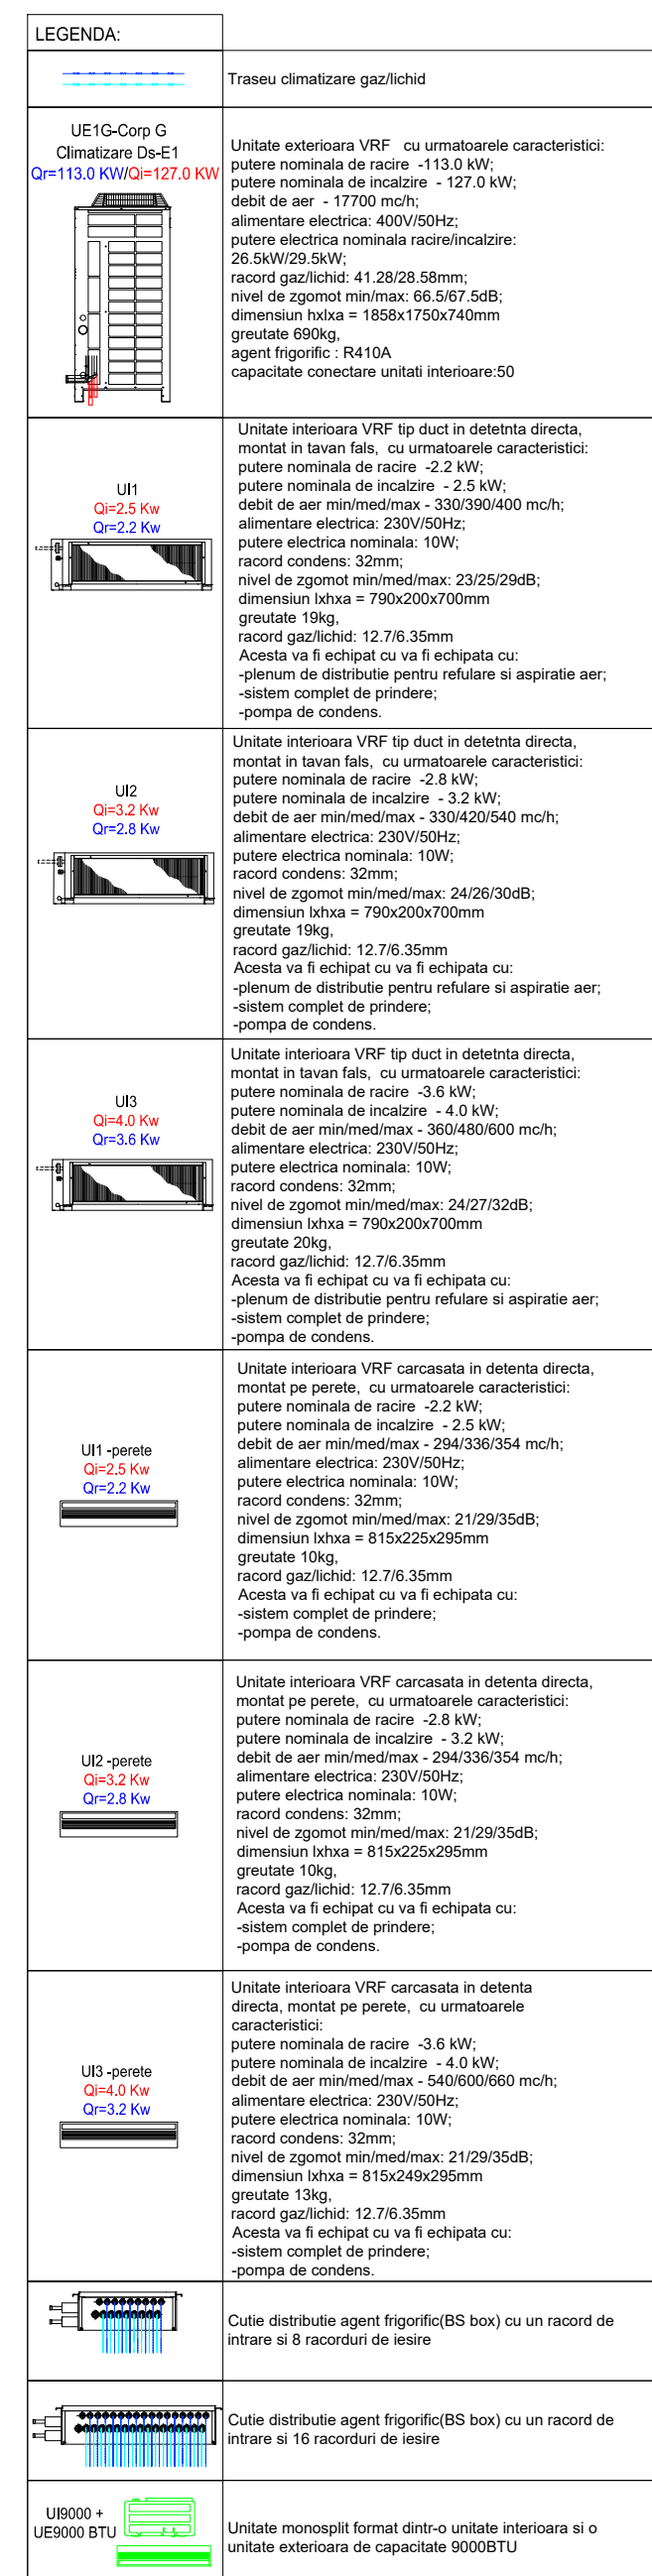 LEGENDA:
Traseu climatizare gaz/lichid
UE1G-Corp G
Climatizare Ds-E1
Qr=113.0 KW/Qi=127.0 KW
Unitate exterioara VRF cu urmatoarele caracteristici:
putere nominala de racire -113.0 kW;
putere nominala de incalzire - 127.0 kW;
debit de aer - 17700 mc/h;
alimentare electrica: 400V/50Hz;
putere electrica nominala racire/incalzire:
26.5kW/29.5kW;
racord gaz/lichid: 41.28/28.58mm;
nivel de zgomot min/max: 66.5/67.5dB;
dimensiun hxlxa = 1858x1750x740mm
greutate 690kg,
agent frigorific : R410A
capacitate conectare unitati interioare:50
UI1
Qi=2.5 Kw
Qr=2.2 Kw
Unitate interioara VRF tip duct in detetnta directa,
montat in tavan fals, cu urmatoarele caracteristici:
putere nominala de racire -2.2 kW;
putere nominala de incalzire - 2.5 kW;
debit de aer min/med/max - 330/390/400 mc/h;
alimentare electrica: 230V/50Hz;
putere electrica nominala: 10W;
racord condens: 32mm;
nivel de zgomot min/med/max: 23/25/29dB;
dimensiun lxhxa = 790x200x700mm
greutate 19kg,
racord gaz/lichid: 12.7/6.35mm
Acesta va fi echipat cu va fi echipata cu:
-plenum de distributie pentru refulare si aspiratie aer;
-sistem complet de prindere;
-pompa de condens.
UI2
Qi=3.2 Kw
Qr=2.8 Kw
Unitate interioara VRF tip duct in detetnta directa,
montat in tavan fals, cu urmatoarele caracteristici:
putere nominala de racire -2.8 kW;
putere nominala de incalzire - 3.2 kW;
debit de aer min/med/max - 330/420/540 mc/h;
alimentare electrica: 230V/50Hz;
putere electrica nominala: 10W;
racord condens: 32mm;
nivel de zgomot min/med/max: 24/26/30dB;
dimensiun lxhxa = 790x200x700mm
greutate 19kg,
racord gaz/lichid: 12.7/6.35mm
Acesta va fi echipat cu va fi echipata cu:
-plenum de distributie pentru refulare si aspiratie aer;
-sistem complet de prindere;
-pompa de condens.
UI3
Qi=4.0 Kw
Qr=3.6 Kw
Unitate interioara VRF tip duct in detetnta directa,
montat in tavan fals, cu urmatoarele caracteristici:
putere nominala de racire -3.6 kW;
putere nominala de incalzire - 4.0 kW;
debit de aer min/med/max - 360/480/600 mc/h;
alimentare electrica: 230V/50Hz;
putere electrica nominala: 10W;
racord condens: 32mm;
nivel de zgomot min/med/max: 24/27/32dB;
dimensiun lxhxa = 790x200x700mm
greutate 20kg,
racord gaz/lichid: 12.7/6.35mm
Acesta va fi echipat cu va fi echipata cu:
-plenum de distributie pentru refulare si aspiratie aer;
-sistem complet de prindere;
-pompa de condens.
UI1 -perete
Qi=2.5 Kw
Qr=2.2 Kw
Unitate interioara VRF carcasata in detenta directa,
montat pe perete, cu urmatoarele caracteristici:
putere nominala de racire -2.2 kW;
putere nominala de incalzire - 2.5 kW;
debit de aer min/med/max - 294/336/354 mc/h;
alimentare electrica: 230V/50Hz;
putere electrica nominala: 10W;
racord condens: 32mm;
nivel de zgomot min/med/max: 21/29/35dB;
dimensiun lxhxa = 815x225x295mm
greutate 10kg,
racord gaz/lichid: 12.7/6.35mm
Acesta va fi echipat cu va fi echipata cu:
-sistem complet de prindere;
-pompa de condens.
UI2 -perete
Qi=3.2 Kw
Qr=2.8 Kw
Unitate interioara VRF carcasata in detenta directa,
montat pe perete, cu urmatoarele caracteristici:
putere nominala de racire -2.8 kW;
putere nominala de incalzire - 3.2 kW;
debit de aer min/med/max - 294/336/354 mc/h;
alimentare electrica: 230V/50Hz;
putere electrica nominala: 10W;
racord condens: 32mm;
nivel de zgomot min/med/max: 21/29/35dB;
dimensiun lxhxa = 815x225x295mm
greutate 10kg,
racord gaz/lichid: 12.7/6.35mm
Acesta va fi echipat cu va fi echipata cu:
-sistem complet de prindere;
-pompa de condens.
UI3 -perete
Qi=4.0 Kw
Qr=3.2 Kw
Unitate interioara VRF carcasata in detenta
directa, montat pe perete, cu urmatoarele
caracteristici:
putere nominala de racire -3.6 kW;
putere nominala de incalzire - 4.0 kW;
debit de aer min/med/max - 540/600/660 mc/h;
alimentare electrica: 230V/50Hz;
putere electrica nominala: 10W;
racord condens: 32mm;
nivel de zgomot min/med/max: 21/29/35dB;
dimensiun lxhxa = 815x249x295mm
greutate 13kg,
racord gaz/lichid: 12.7/6.35mm
Acesta va fi echipat cu va fi echipata cu:
-sistem complet de prindere;
-pompa de condens.
Cutie distributie agent frigorific(BS box) cu un racord de
intrare si 8 racorduri de iesire
Cutie distributie agent frigorific(BS box) cu un racord de
intrare si 16 racorduri de iesire
UI9000 +
UE9000 BTU
Unitate monosplit format dintr-o unitate interioara si o
unitate exterioara de capacitate 9000BTU